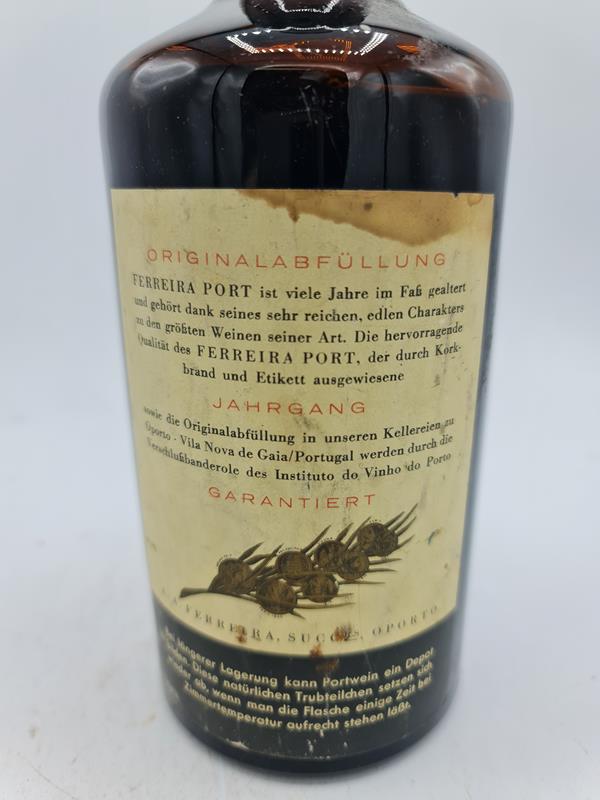 ORIGINALABFÜLLUNG
FERREIRA PORT ist viele Jahre im Faß gealtert
und gehört dank seines sehr reichen, edlen Charakters
zu den größten Weinen seiner Art. Die hervorragende
Qualität des FERREIRA PORT, der durch Kork-
brand und Etikett ausgewiesene
JAHRGANG
sowie die Originalabfüllung in unseren Kellereien zu
Oporto - Vila Nova de Gaia/Portugal werden durch die
Verschlußbanderole des Instituto do Vinho do Porto
GARANTIERT
A. A. FERREIRA, SUCCRS, OPORTO
Bei längerer Lagerung kann Portwein ein Depot
bilden. Diese natürlichen Trubteilchen setzen sich
wieder ab, wenn man die Flasche einige Zeit bei
Zimmertemperatur aufrecht stehen läßt.